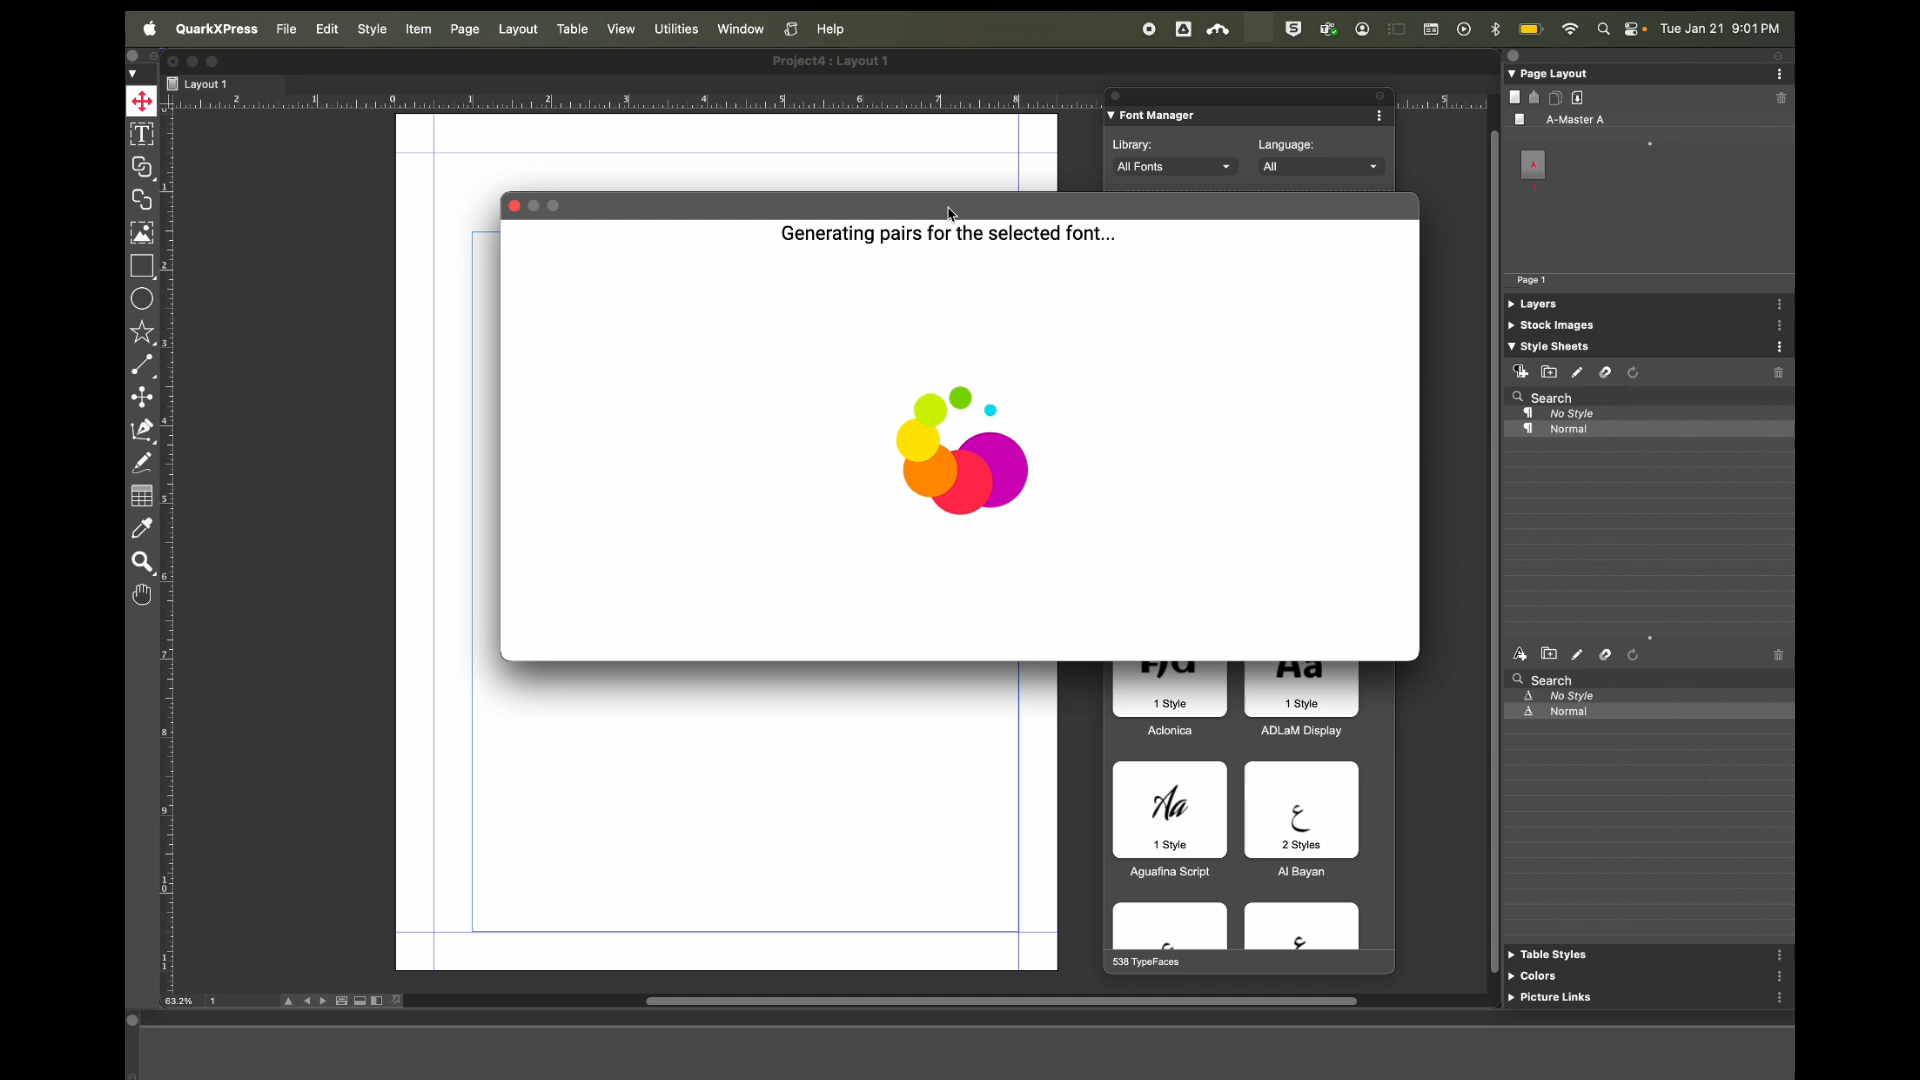 QuarkXPress File Edit Style Item Page Layout Table View Utilities Window Help Tue Jan 21 9:01 PM
Project4 : Layout 1
Layout 1
Font Manager
Library: Language:
All Fonts All
Generating pairs for the selected font...
1 Style 1 Style
Aclonica ADLaM Display
Aa ع
1 Style 2 Styles
Aguafina Script Al Bayan
538 TypeFaces
63.2% 1
Page Layout
A-Master A
A
Page 1
Layers
Stock Images
Style Sheets
Search
No Style
Normal
Search
No Style
Normal
Table Styles
Colors
Picture Links